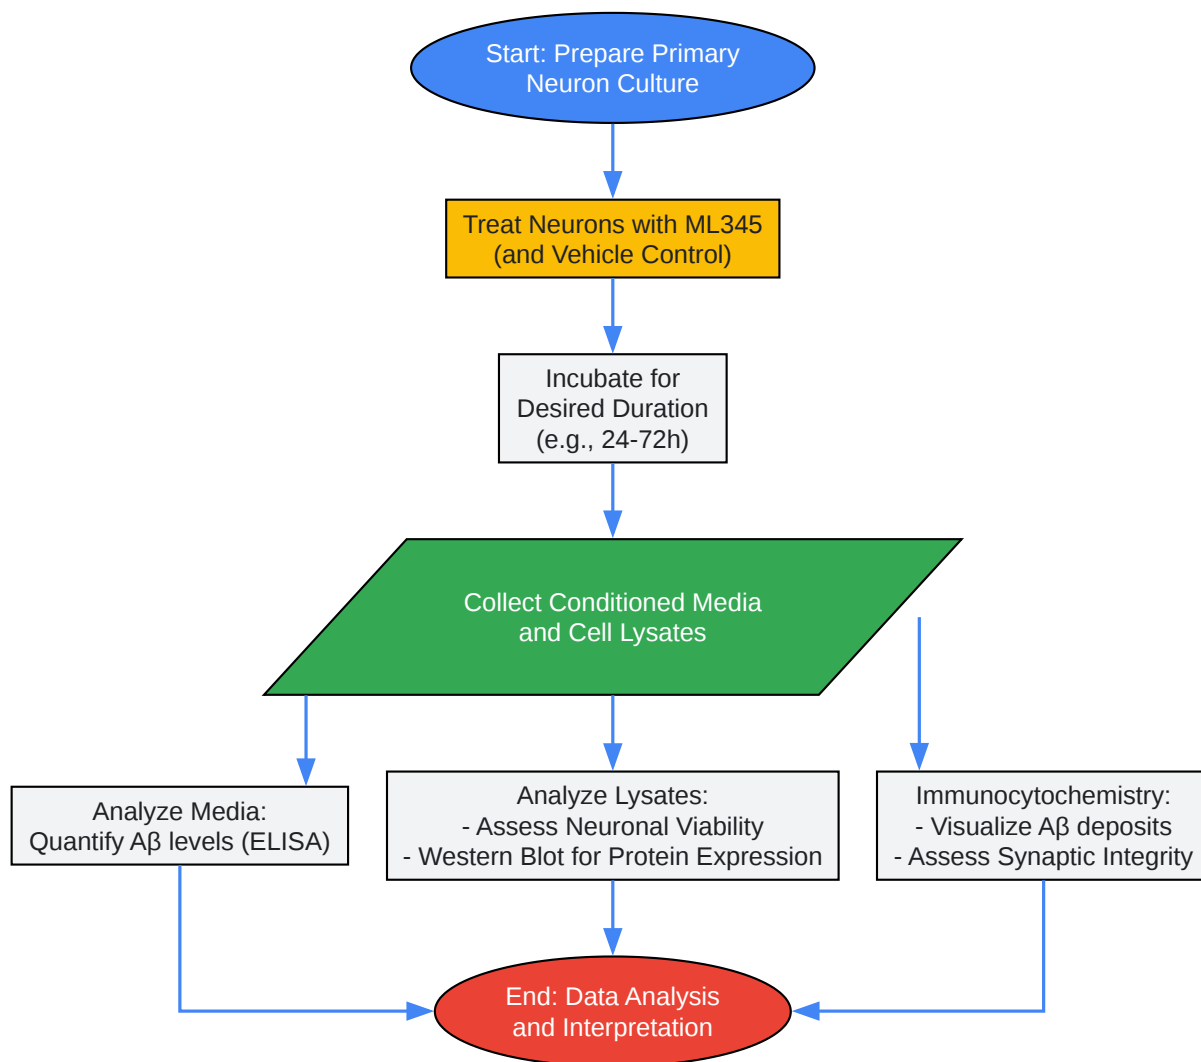 Start: Prepare Primary
Neuron Culture
Treat Neurons with ML345
(and Vehicle Control)
Incubate for
Desired Duration
(e.g., 24-72h)
Collect Conditioned Media
and Cell Lysates
Analyze Media:
Quantify Aβ levels (ELISA)
Analyze Lysates:
- Assess Neuronal Viability
- Western Blot for Protein Expression
Immunocytochemistry:
- Visualize Aβ deposits
- Assess Synaptic Integrity
End: Data Analysis
and Interpretation